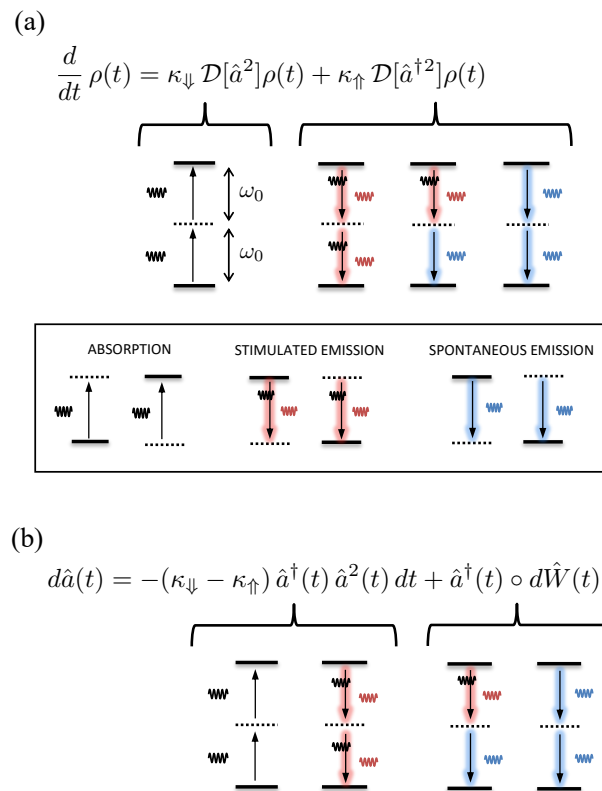 (a)
d/dt ρ(t) = κ⇓ 𝒟[â²]ρ(t) + κ⇑ 𝒟[â†²]ρ(t)
ω₀
ω₀
ABSORPTION STIMULATED EMISSION SPONTANEOUS EMISSION
(b)
dâ(t) = −(κ⇓ − κ⇑) â†(t) â²(t) dt + â†(t) ∘ dŴ(t)